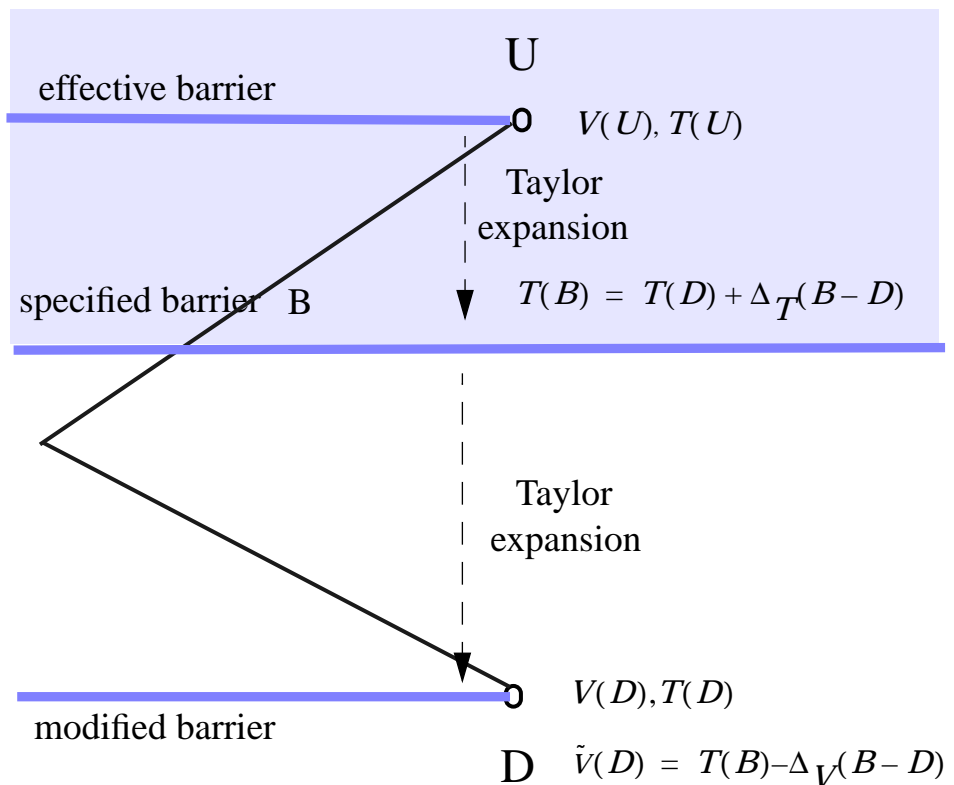 U
effective barrier
V(U), T(U)
Taylor
expansion
specified barrier B
T(B) = T(D) + Δ_T(B – D)
Taylor
expansion
V(D), T(D)
modified barrier
D
Ṽ(D) = T(B)–Δ_V(B – D)